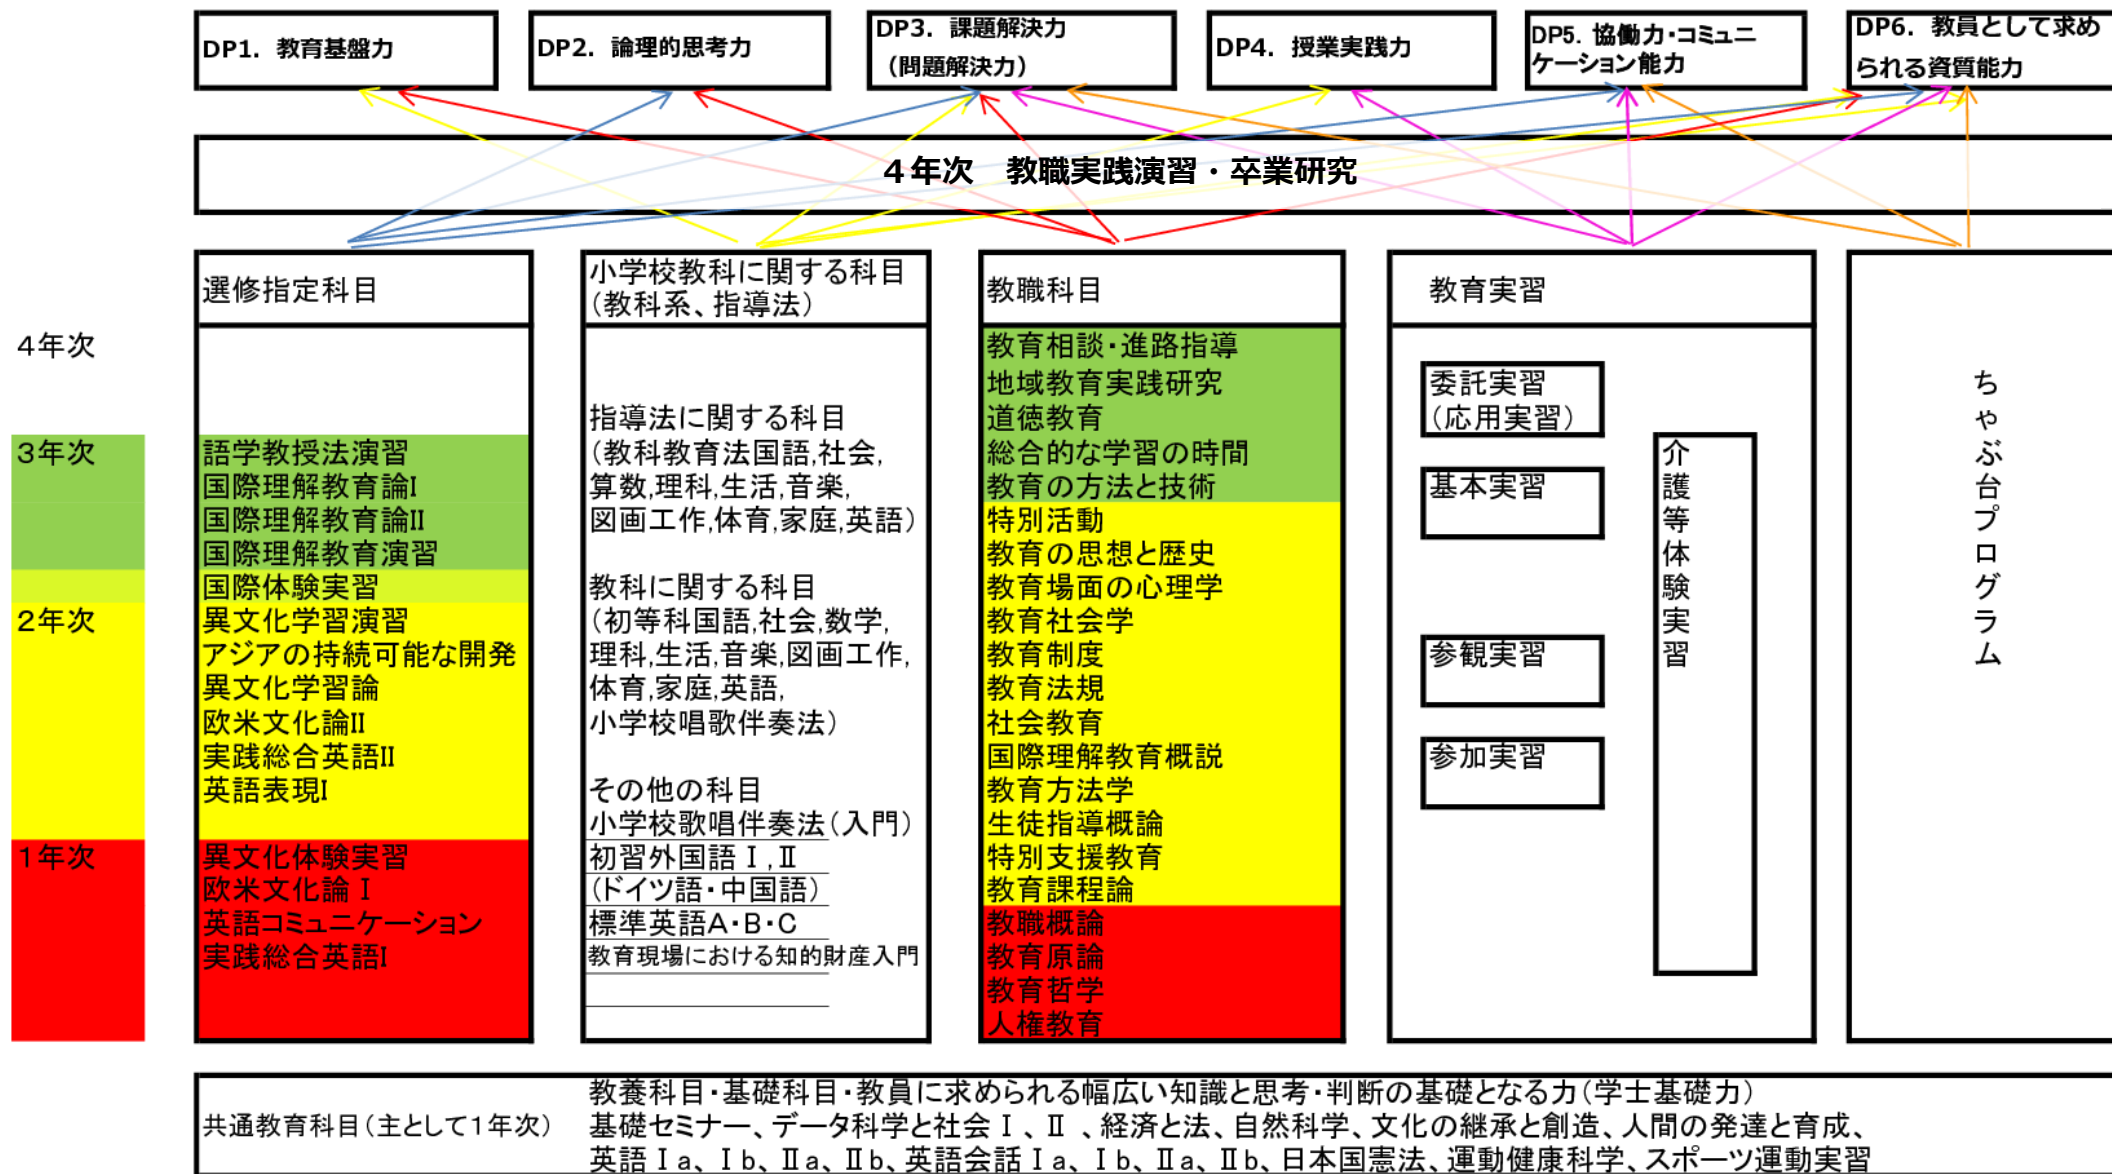 DP1．教育基盤力
DP2．論理的思考力
DP3．課題解決力
（問題解決力）
DP4．授業実践力
DP5．協働力・コミュニ
ケーション能力
DP6．教員として求め
られる資質能力
４年次　教職実践演習・卒業研究
選修指定科目
小学校教科に関する科目
（教科系、指導法）
教職科目
教育実習
４年次
３年次
２年次
１年次
語学教授法演習
国際理解教育論I
国際理解教育論II
国際理解教育演習
国際体験実習
異文化学習演習
アジアの持続可能な開発
異文化学習論
欧米文化論II
実践総合英語II
英語表現I
異文化体験実習
欧米文化論Ⅰ
英語コミュニケーション
実践総合英語I
指導法に関する科目
（教科教育法国語,社会,
算数,理科,生活,音楽,
図画工作,体育,家庭,英語）
教科に関する科目
（初等科国語,社会,数学,
理科,生活,音楽,図画工作,
体育,家庭,英語,
小学校唱歌伴奏法）
その他の科目
小学校歌唱伴奏法（入門）
初習外国語Ⅰ,Ⅱ
（ドイツ語・中国語）
標準英語A・B・C
教育現場における知的財産入門
教育相談・進路指導
地域教育実践研究
道徳教育
総合的な学習の時間
教育の方法と技術
特別活動
教育の思想と歴史
教育場面の心理学
教育社会学
教育制度
教育法規
社会教育
国際理解教育概説
教育方法学
生徒指導概論
特別支援教育
教育課程論
教職概論
教育原論
教育哲学
人権教育
委託実習
（応用実習）
基本実習
参観実習
参加実習
介護等体験実習
ちゃぶ台プログラム
共通教育科目（主として１年次）
教養科目・基礎科目・教員に求められる幅広い知識と思考・判断の基礎となる力（学士基礎力）
基礎セミナー、データ科学と社会Ⅰ、Ⅱ、経済と法、自然科学、文化の継承と創造、人間の発達と育成、
英語Ⅰa、Ⅰb、Ⅱa、Ⅱb、英語会話Ⅰa、Ⅰb、Ⅱa、Ⅱb、日本国憲法、運動健康科学、スポーツ運動実習